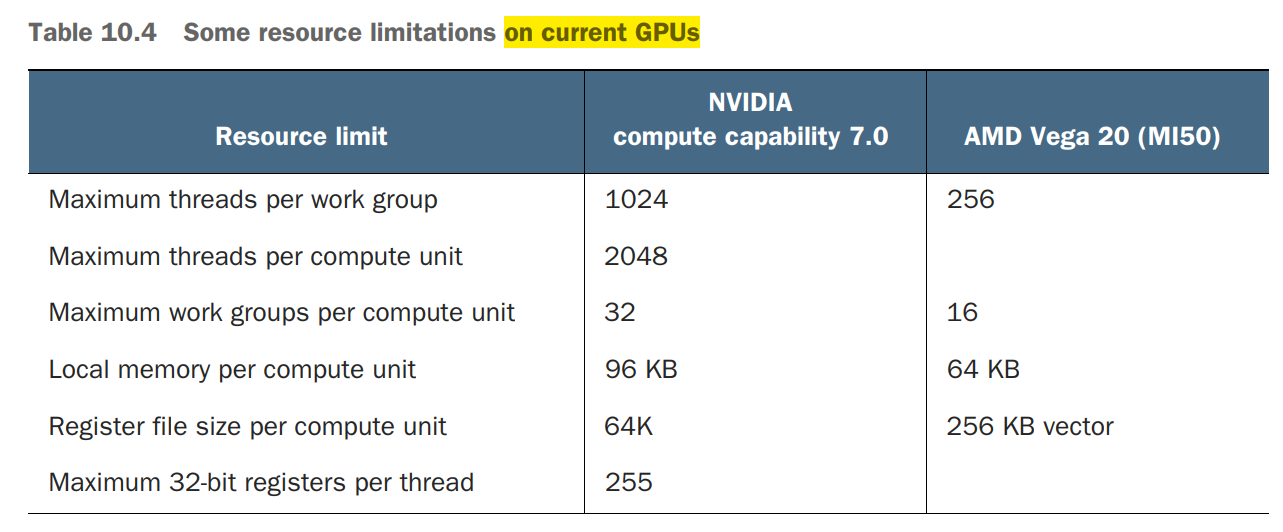 Table 10.4 Some resource limitations on current GPUs
Resource limit NVIDIA compute capability 7.0 AMD Vega 20 (MI50)
Maximum threads per work group 1024 256
Maximum threads per compute unit 2048
Maximum work groups per compute unit 32 16
Local memory per compute unit 96 KB 64 KB
Register file size per compute unit 64K 256 KB vector
Maximum 32-bit registers per thread 255